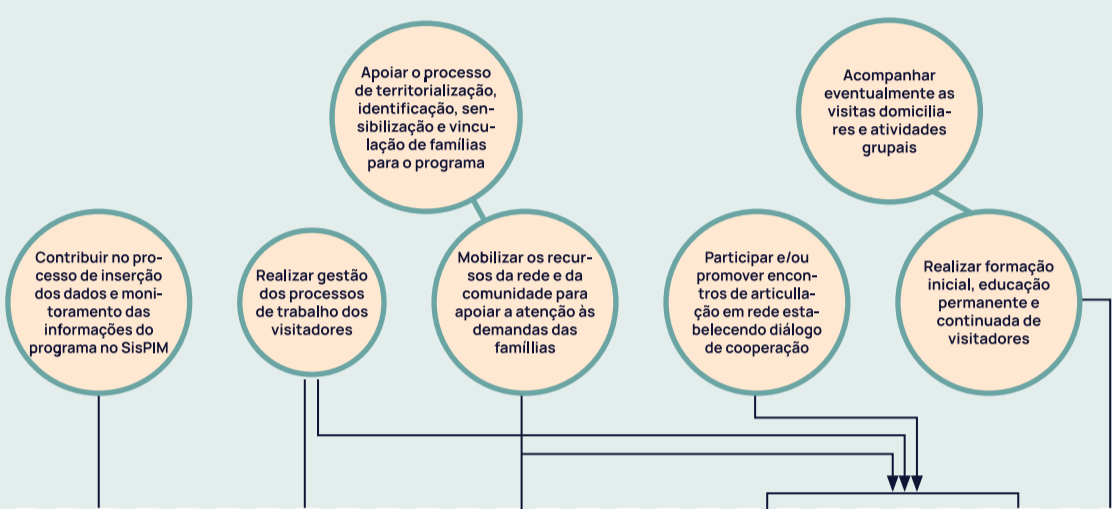 Apoiar o processo
de territorialização,
identificação, sen-
sibilização e vincu-
lação de famílias
para o programa
Acompanhar
eventualmente as
visitas domicilia-
res e atividades
grupais
Contribuir no pro-
cesso de inserção
dos dados e moni-
toramento das
informações do
programa no SisPIM
Realizar gestão
dos processos
de trabalho dos
visitadores
Mobilizar os recur-
sos da rede e da
comunidade para
apoiar a atenção às
demandas das
famíllias
Participar e/ou
promover encon-
tros de articulla-
ção em rede esta-
belecendo diálogo
de cooperação
Realizar formação
inicial, educação
permanente e
continuada de
visitadores